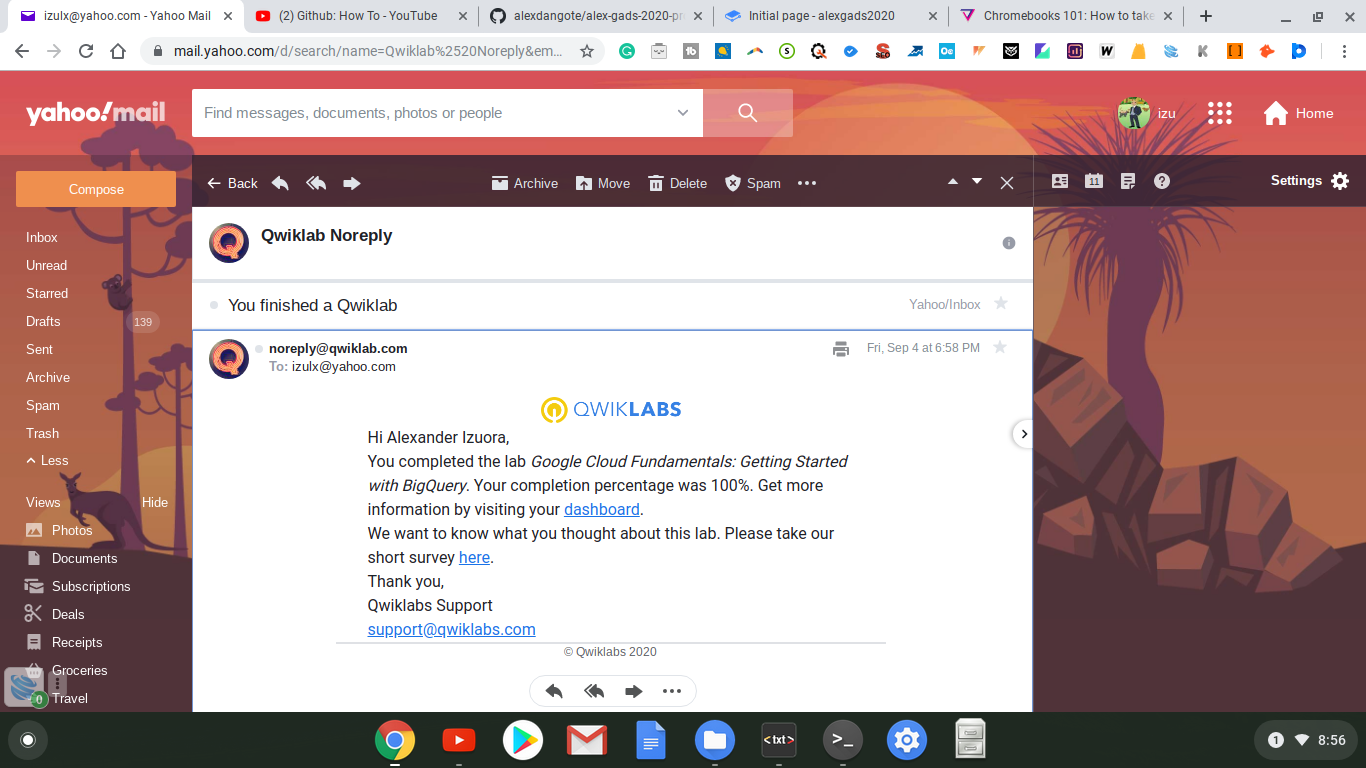 izulx@yahoo.com - Yahoo Mail
(2) Github: How To - YouTube
alexdangote/alex-gads-2020-pr
Initial page - alexgads2020
Chromebooks 101: How to take
mail.yahoo.com/d/search/name=Qwiklab%2520Noreply&em...
yahoo!mail
Find messages, documents, photos or people
izu
Home
Compose
Back
Archive
Move
Delete
Spam
11
Settings
Inbox
Unread
Starred
Drafts
139
Sent
Archive
Spam
Trash
Less
Views
Hide
Photos
Documents
Subscriptions
Deals
Receipts
Groceries
Travel
0
Qwiklab Noreply
You finished a Qwiklab
Yahoo/Inbox
noreply@qwiklab.com
Fri, Sep 4 at 6:58 PM
To: izulx@yahoo.com
QWIKLABS
Hi Alexander Izuora,
You completed the lab Google Cloud Fundamentals: Getting Started
with BigQuery. Your completion percentage was 100%. Get more
information by visiting your dashboard.
We want to know what you thought about this lab. Please take our
short survey here.
Thank you,
Qwiklabs Support
support@qwiklabs.com
© Qwiklabs 2020
<txt>
>_
1
8:56